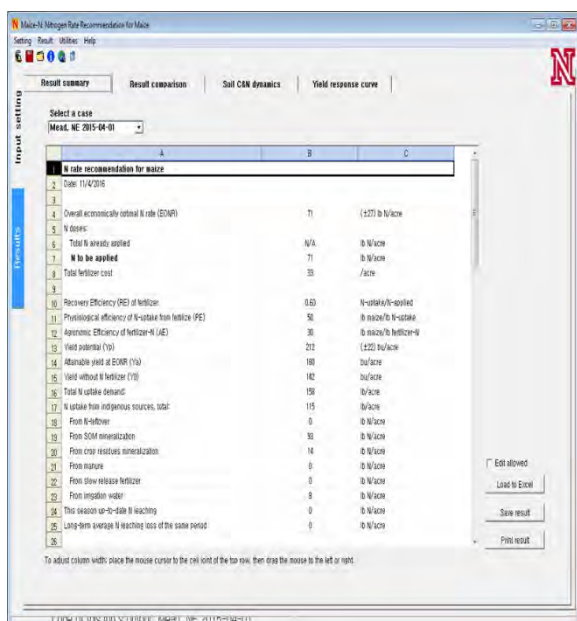 Maize-N: Nitrogen Rate Recommendation for Maize
Setting Result Utilities Help
N
Result summary Result comparison Soil C&N dynamics Yield response curve
Input setting
Results
Select a case
Mead, NE 2015-04-01
A B C
1 N rate recommendation for maize
2 Date: 11/4/2016
3
4 Overall economically optimal N rate (EONR) 71 (±27) lb N/acre
5 N doses:
6 Total N already applied N/A lb N/acre
7 N to be applied 71 lb N/acre
8 Total fertilizer cost 33 /acre
9
10 Recovery Efficiency (RE) of fertilizer 0.60 N-uptake/N-applied
11 Physiological efficiency of N-uptake from fertilize (PE) 50 lb maize/lb N-uptake
12 Agronomic Efficiency of fertilizer-N (AE) 30 lb maize/lb fertilizer-N
13 Yield potential (Yp) 212 (±22) bu/acre
14 Attainable yield at EONR (Ya) 180 bu/acre
15 Yield without N fertilizer (Y0) 142 bu/acre
16 Total N uptake demand: 158 lb/acre
17 N uptake from indigenous sources, total: 115 lb/acre
18 From N-leftover 0 lb N/acre
19 From SOM mineralization 93 lb N/acre
20 From crop residues mineralization 14 lb N/acre
21 From manure 0 lb N/acre
22 From slow release fertilizer 0 lb N/acre
23 From irrigation water 8 lb N/acre
24 This season up-to-date N leaching 0 lb N/acre
25 Long-term average N leaching loss of the same period 0 lb N/acre
26
Edit allowed
Load to Excel
Save result
Print result
To adjust column width: place the mouse cursor to the cell joint of the top row, then drag the mouse to the left or right.